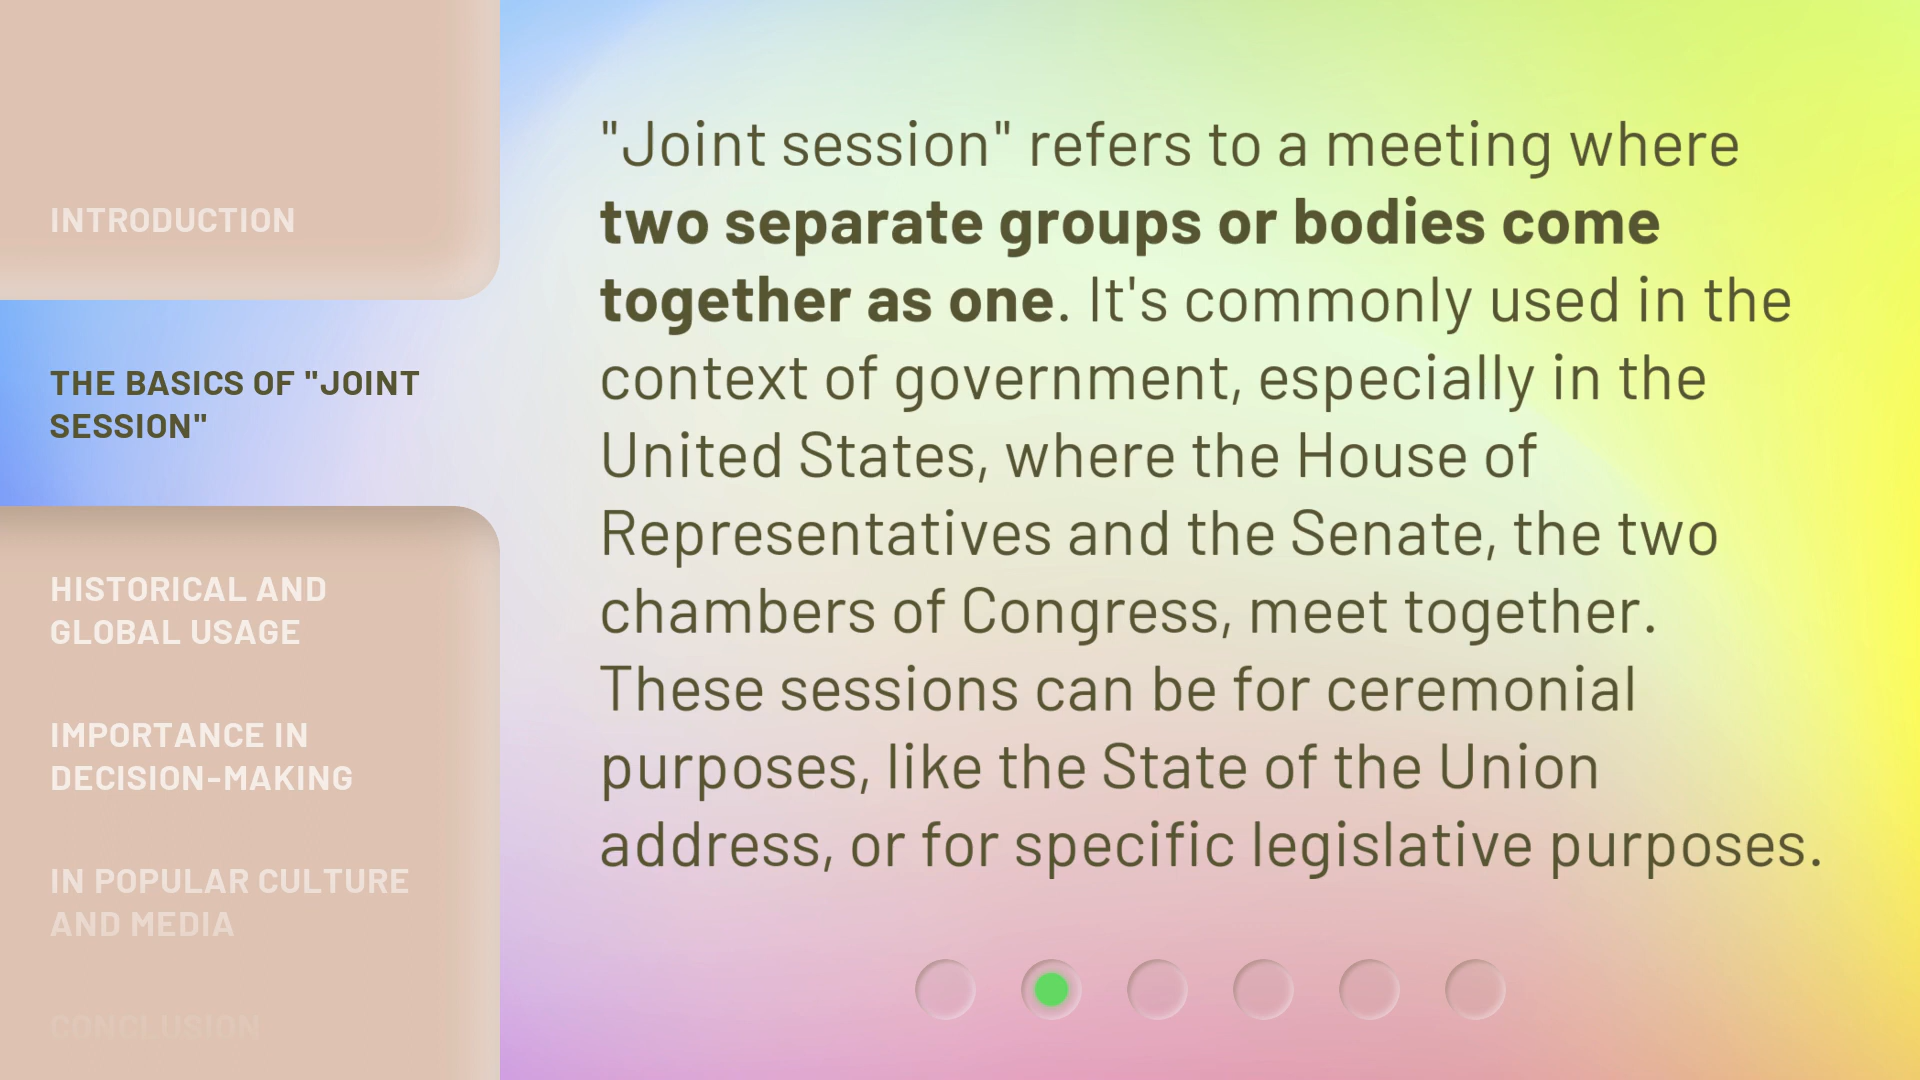 INTRODUCTION
THE BASICS OF "JOINT
SESSION"
HISTORICAL AND
GLOBAL USAGE
IMPORTANCE IN
DECISION-MAKING
IN POPULAR CULTURE
AND MEDIA
CONCLUSION
"Joint session" refers to a meeting where
two separate groups or bodies come
together as one. It's commonly used in the
context of government, especially in the
United States, where the House of
Representatives and the Senate, the two
chambers of Congress, meet together.
These sessions can be for ceremonial
purposes, like the State of the Union
address, or for specific legislative purposes.